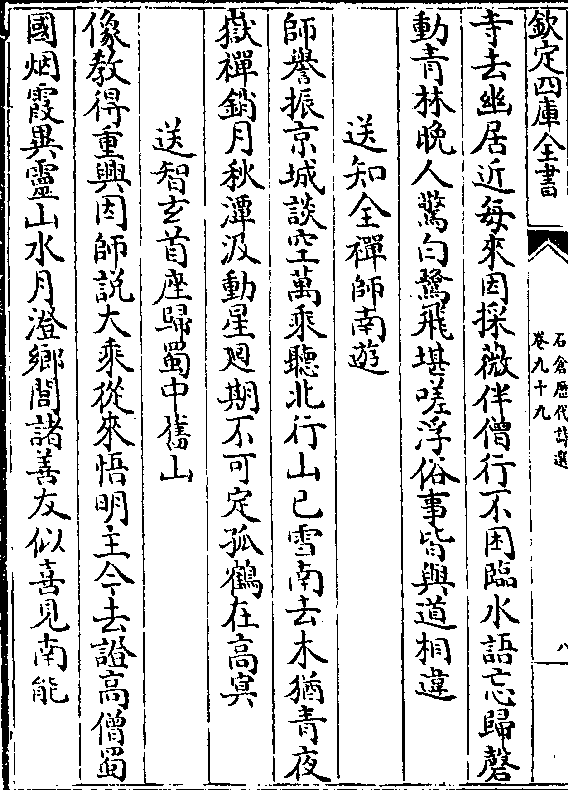 欽定四庫全書
石倉歴代詩選
卷九十九
八
寺去幽居近每來因採薇伴僧行不困臨水語忘歸磬
動青林晩人驚白鷺飛堪嗟浮俗事皆與道相違
送知全禪師南遊
師譽振京城談空萬乘聽北行山已雪南去木猶青夜
嶽禪銷月秋潭汲動星廻期不可定孤鶴在高㝠
送智玄首座歸蜀中舊山
像教得重興因師説大乘從來悟明主今去證高僧蜀
國烟霞異靈山水月澄鄉閭諸善友似喜見南能